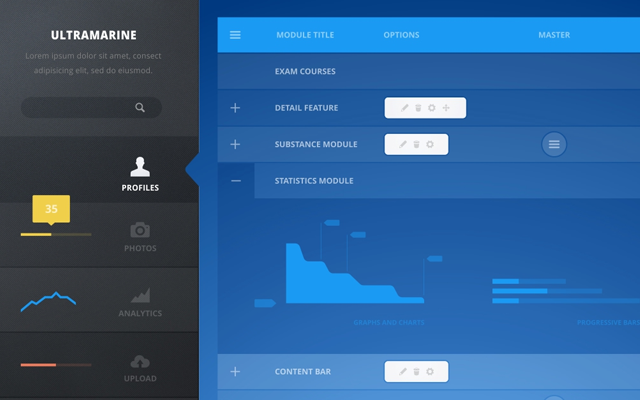 ULTRAMARINE
Lorem ipsum dolor sit amet, consect
adipisicing elit, sed do eiusmod.
PROFILES
35
PHOTOS
ANALYTICS
UPLOAD
MODULE TITLE
OPTIONS
MASTER
EXAM COURSES
DETAIL FEATURE
SUBSTANCE MODULE
STATISTICS MODULE
GRAPHS AND CHARTS
PROGRESSIVE BARS
CONTENT BAR